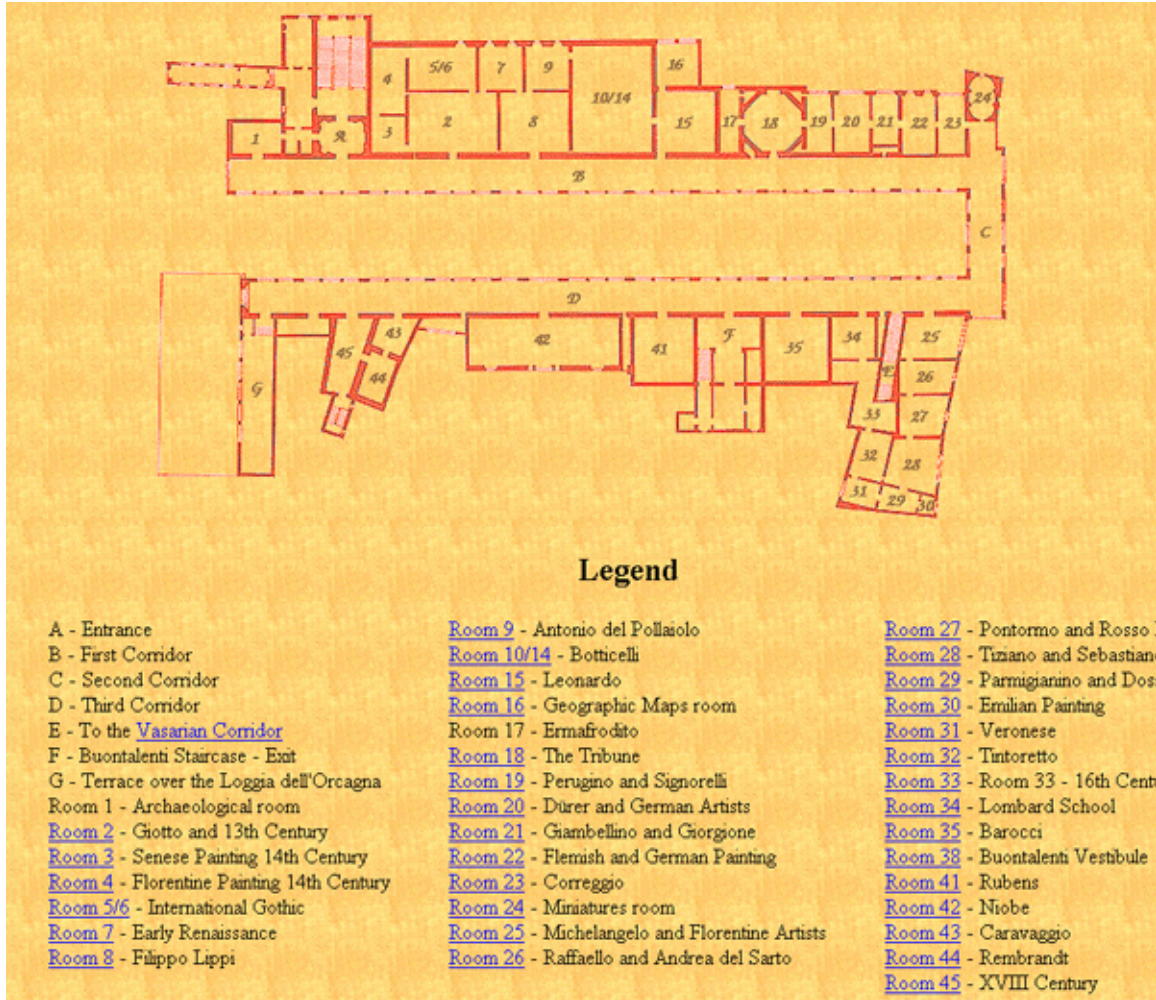 4
5/6
7
9
16
24
10/14
1
A
3
2
8
15
17
18
19
20
21
22
23
B
C
D
45
43
42
41
F
35
34
25
44
G
E
26
33
27
32
28
31
29
30
Legend
A - Entrance
B - First Corridor
C - Second Corridor
D - Third Corridor
E - To the Vasarian Corridor
F - Buontalenti Staircase - Exit
G - Terrace over the Loggia dell'Orcagna
Room 1 - Archaeological room
Room 2 - Giotto and 13th Century
Room 3 - Senese Painting 14th Century
Room 4 - Florentine Painting 14th Century
Room 5/6 - International Gothic
Room 7 - Early Renaissance
Room 8 - Filippo Lippi
Room 9 - Antonio del Pollaiolo
Room 10/14 - Botticelli
Room 15 - Leonardo
Room 16 - Geographic Maps room
Room 17 - Ermafrodito
Room 18 - The Tribune
Room 19 - Perugino and Signorelli
Room 20 - Dürer and German Artists
Room 21 - Giambellino and Giorgione
Room 22 - Flemish and German Painting
Room 23 - Correggio
Room 24 - Miniatures room
Room 25 - Michelangelo and Florentine Artists
Room 26 - Raffaello and Andrea del Sarto
Room 27 - Pontormo and Rosso
Room 28 - Tiziano and Sebastiano
Room 29 - Parmigianino and
Room 30 - Emilian Painting
Room 31 - Veronese
Room 32 - Tintoretto
Room 33 - Room 33 - 16th
Room 34 - Lombard School
Room 35 - Barocci
Room 38 - Buontalenti Vestibule
Room 41 - Rubens
Room 42 - Niobe
Room 43 - Caravaggio
Room 44 - Rembrandt
Room 45 - XVIII Century